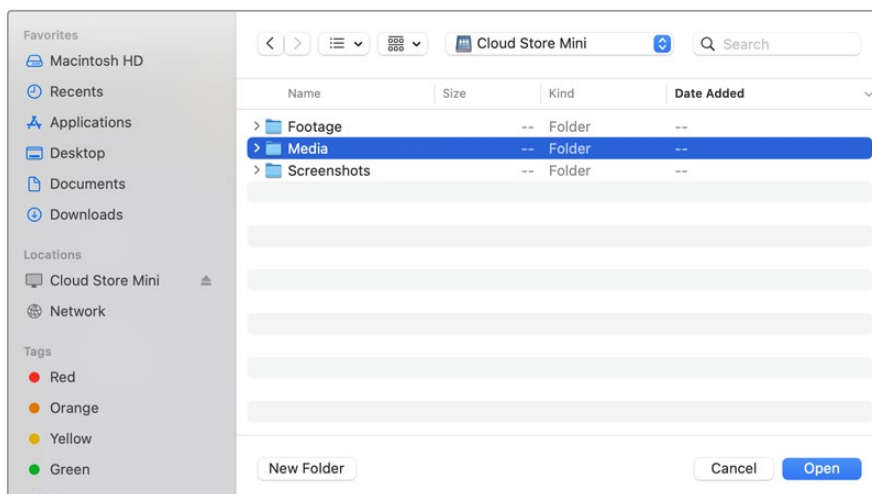 Favorites
Macintosh HD
Recents
Applications
Desktop
Documents
Downloads
Locations
Cloud Store Mini
Network
Tags
Red
Orange
Yellow
Green
Cloud Store Mini
Search
Name Size Kind Date Added
Footage -- Folder --
Media -- Folder --
Screenshots -- Folder --
New Folder Cancel Open